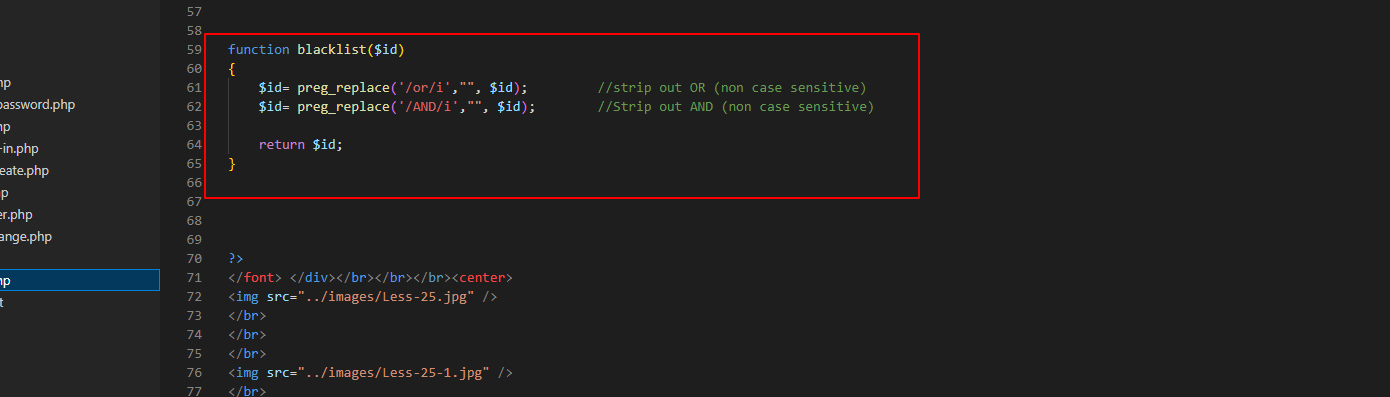 57
58
59 function blacklist($id)
60 {
61 $id= preg_replace('/or/i',"", $id); //strip out OR (non case sensitive)
62 $id= preg_replace('/AND/i',"", $id); //Strip out AND (non case sensitive)
63
64 return $id;
65 }
66
67
68
69
70 ?>
71 </font> </div></br></br></br><center>
72 <img src="../images/Less-25.jpg" />
73 </br>
74 </br>
75 </br>
76 <img src="../images/Less-25-1.jpg" />
77 </br>
np
password.php
np
-in.php
eate.php
np
er.php
ange.php
np
t